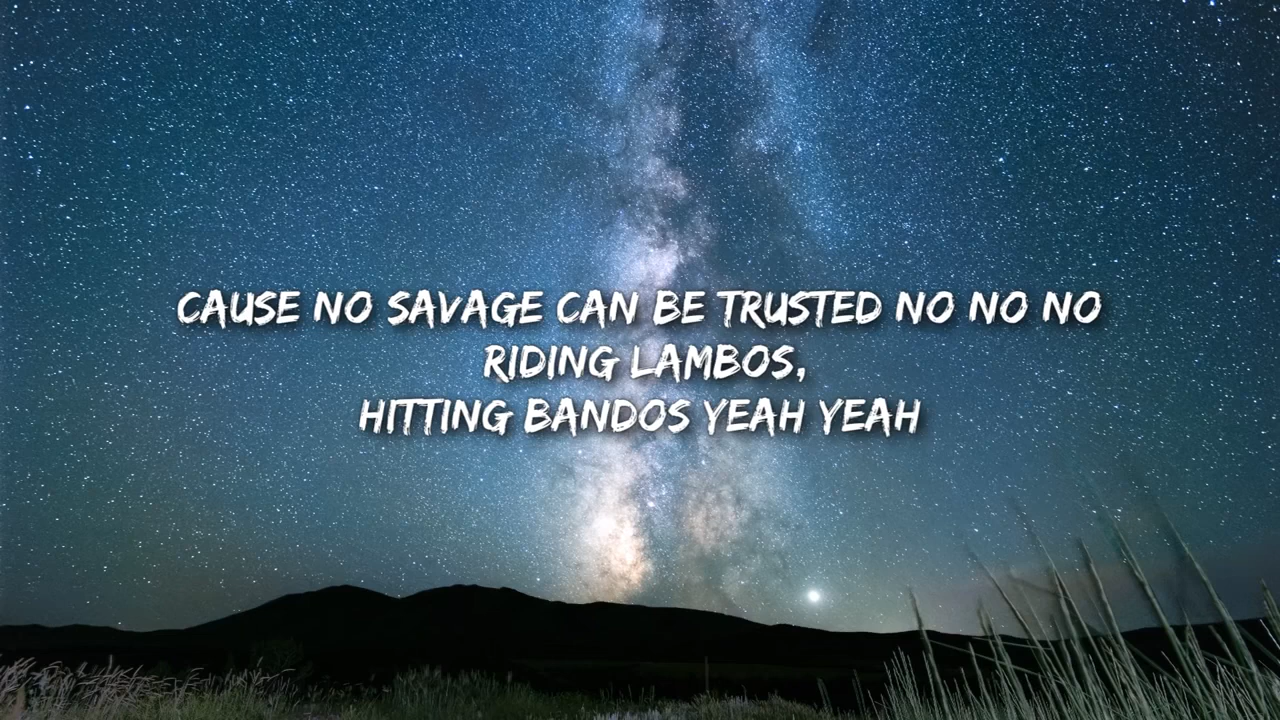 CAUSE NO SAVAGE CAN BE TRUSTED NO NO NO
RIDING LAMBOS,
HITTING BANDOS YEAH YEAH